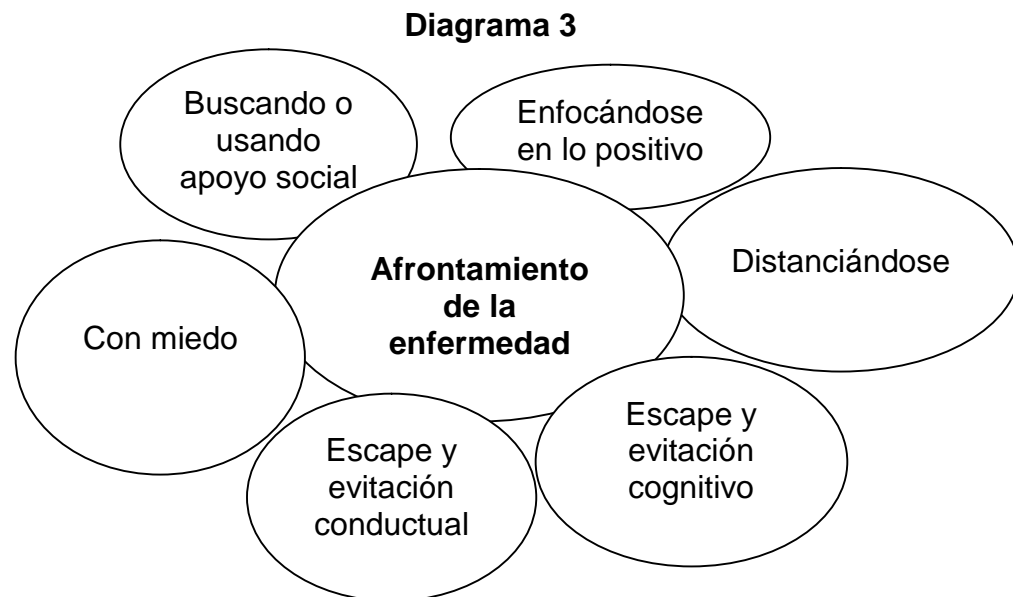 Diagrama 3
Buscando o
usando
apoyo social
Enfocándose
en lo positivo
Afrontamiento
de la
enfermedad
Distanciándose
Con miedo
Escape y
evitación
conductual
Escape y
evitación
cognitivo